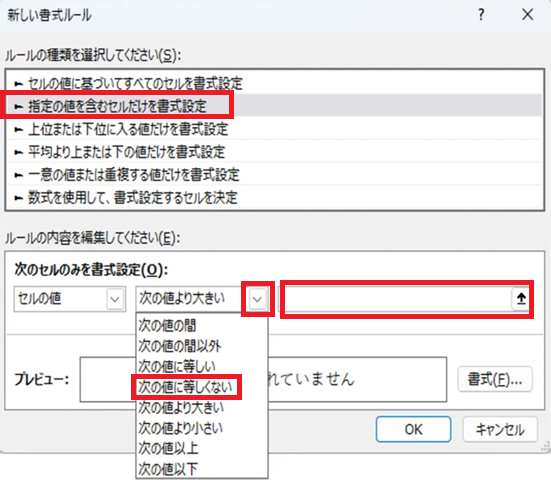 新しい書式ルール ? ×
ルールの種類を選択してください(S):
► セルの値に基づいてすべてのセルを書式設定
► 指定の値を含むセルだけを書式設定
► 上位または下位に入る値だけを書式設定
► 平均より上または下の値だけを書式設定
► 一意の値または重複する値だけを書式設定
► 数式を使用して、書式設定するセルを決定
ルールの内容を編集してください(E):
次のセルのみを書式設定(O):
セルの値 次の値より大きい
次の値の間
次の値の間以外
次の値に等しい
プレビュー: 次の値に等しくない れていません 書式(F)...
次の値より大きい
次の値より小さい
OK キャンセル
次の値以上
次の値以下